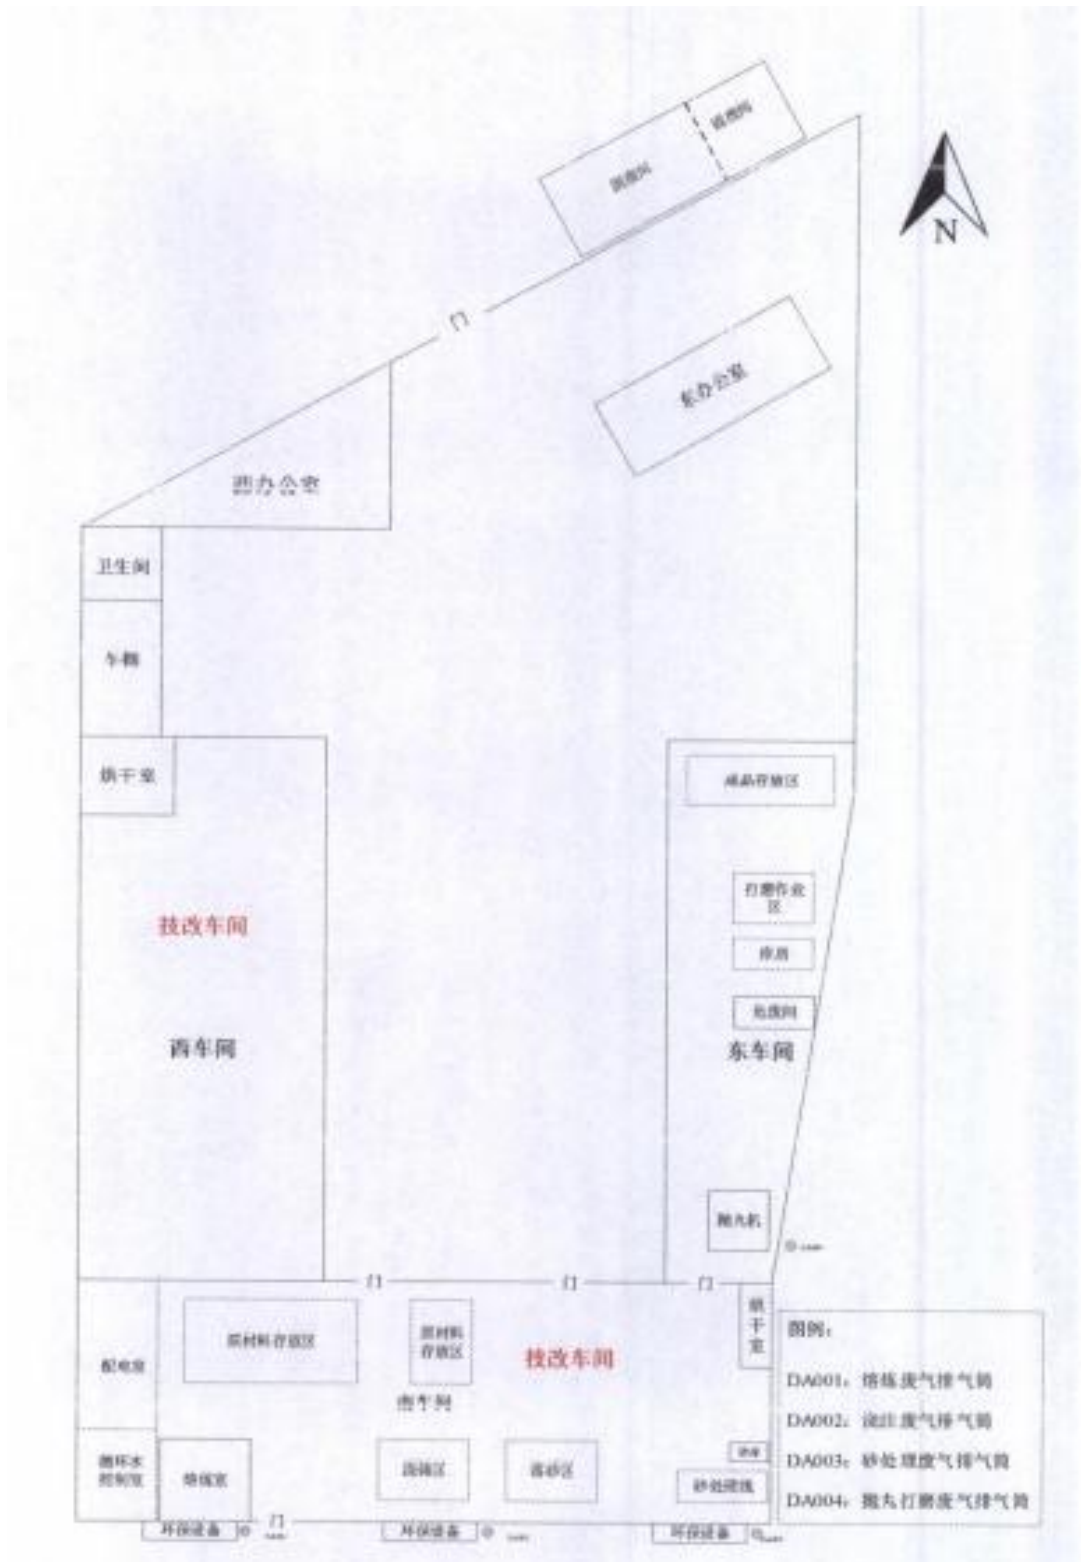 N
门
东办公室
西办公室
卫生间
车棚
烘干室
成品存放区
打磨作业
区
技改车间
库房
危废间
西车间
东车间
抛丸机
门
门
门
原材料存放区
原材料
存放区
烘
干
室
技改车间
图例：
配电室
DA001：熔炼废气排气筒
南车间
DA002：浇注废气排气筒
循环水
控制室
熔炼室
浇铸区
落砂区
砂处理线
DA003：砂处理废气排气筒
DA004：抛丸打磨废气排气筒
环保设备
门
环保设备
环保设备